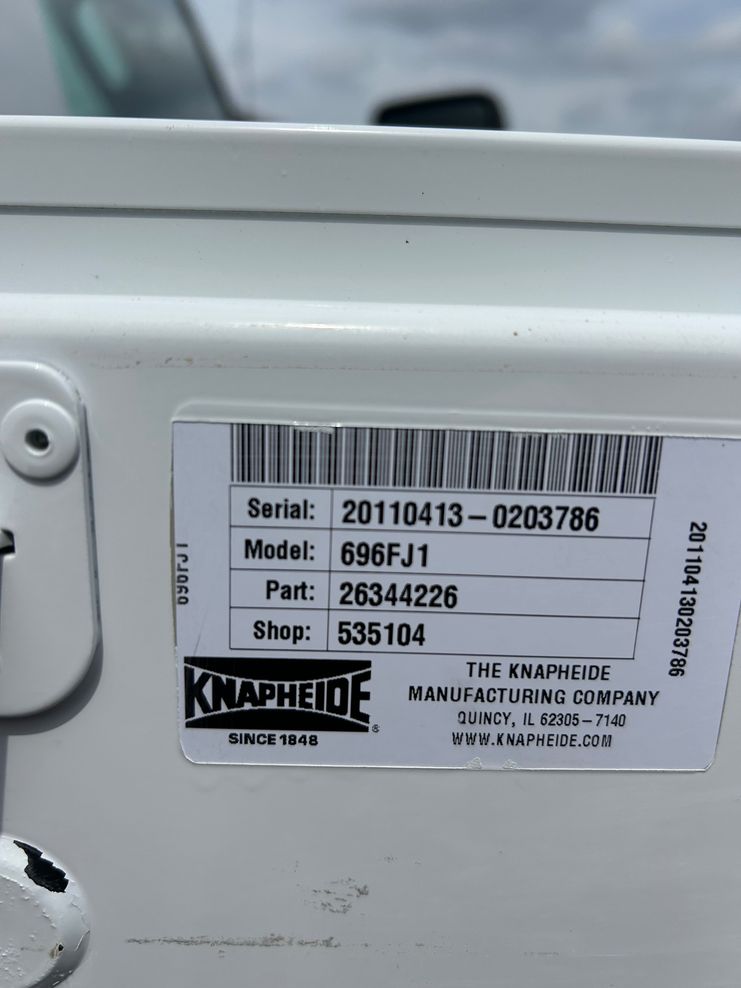 Serial: 20110413-0203786
Model: 696FJ1
Part: 26344226
Shop: 535104
696FJ1
201104130203786
KNAPHEIDE®
SINCE 1848
THE KNAPHEIDE
MANUFACTURING COMPANY
QUINCY, IL 62305-7140
WWW.KNAPHEIDE.COM